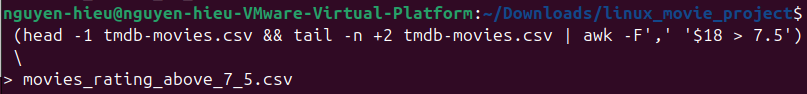 nguyen-hieu@nguyen-hieu-VMware-Virtual-Platform:~/Downloads/linux_movie_project$
(head -1 tmdb-movies.csv && tail -n +2 tmdb-movies.csv | awk -F',' '$18 > 7.5')
\
> movies_rating_above_7_5.csv